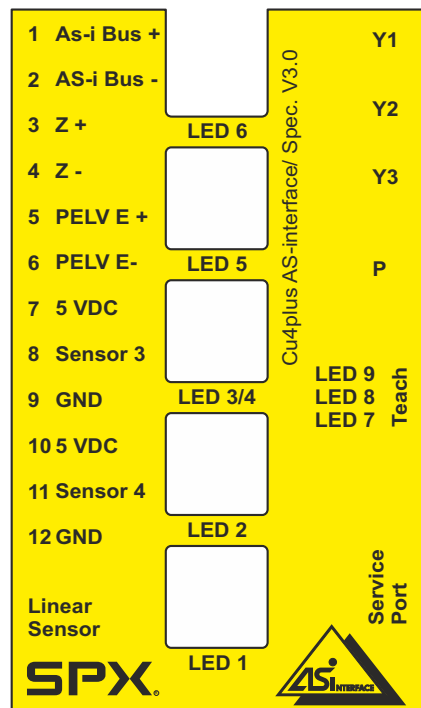 1 As-i Bus +
2 AS-i Bus -
3 Z +
4 Z -
5 PELV E +
6 PELV E-
7 5 VDC
8 Sensor 3
9 GND
10 5 VDC
11 Sensor 4
12 GND
Linear
Sensor
SPX®
LED 6
LED 5
LED 3/4
LED 2
LED 1
Cu4plus AS-interface/ Spec. V3.0
Y1
Y2
Y3
P
LED 9
LED 8
LED 7
Teach
Service
Port
ASi INTERFACE